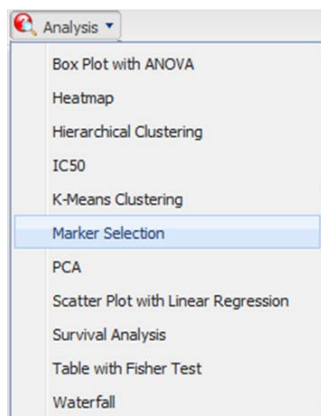 Analysis
Box Plot with ANOVA
Heatmap
Hierarchical Clustering
IC50
K-Means Clustering
Marker Selection
PCA
Scatter Plot with Linear Regression
Survival Analysis
Table with Fisher Test
Waterfall